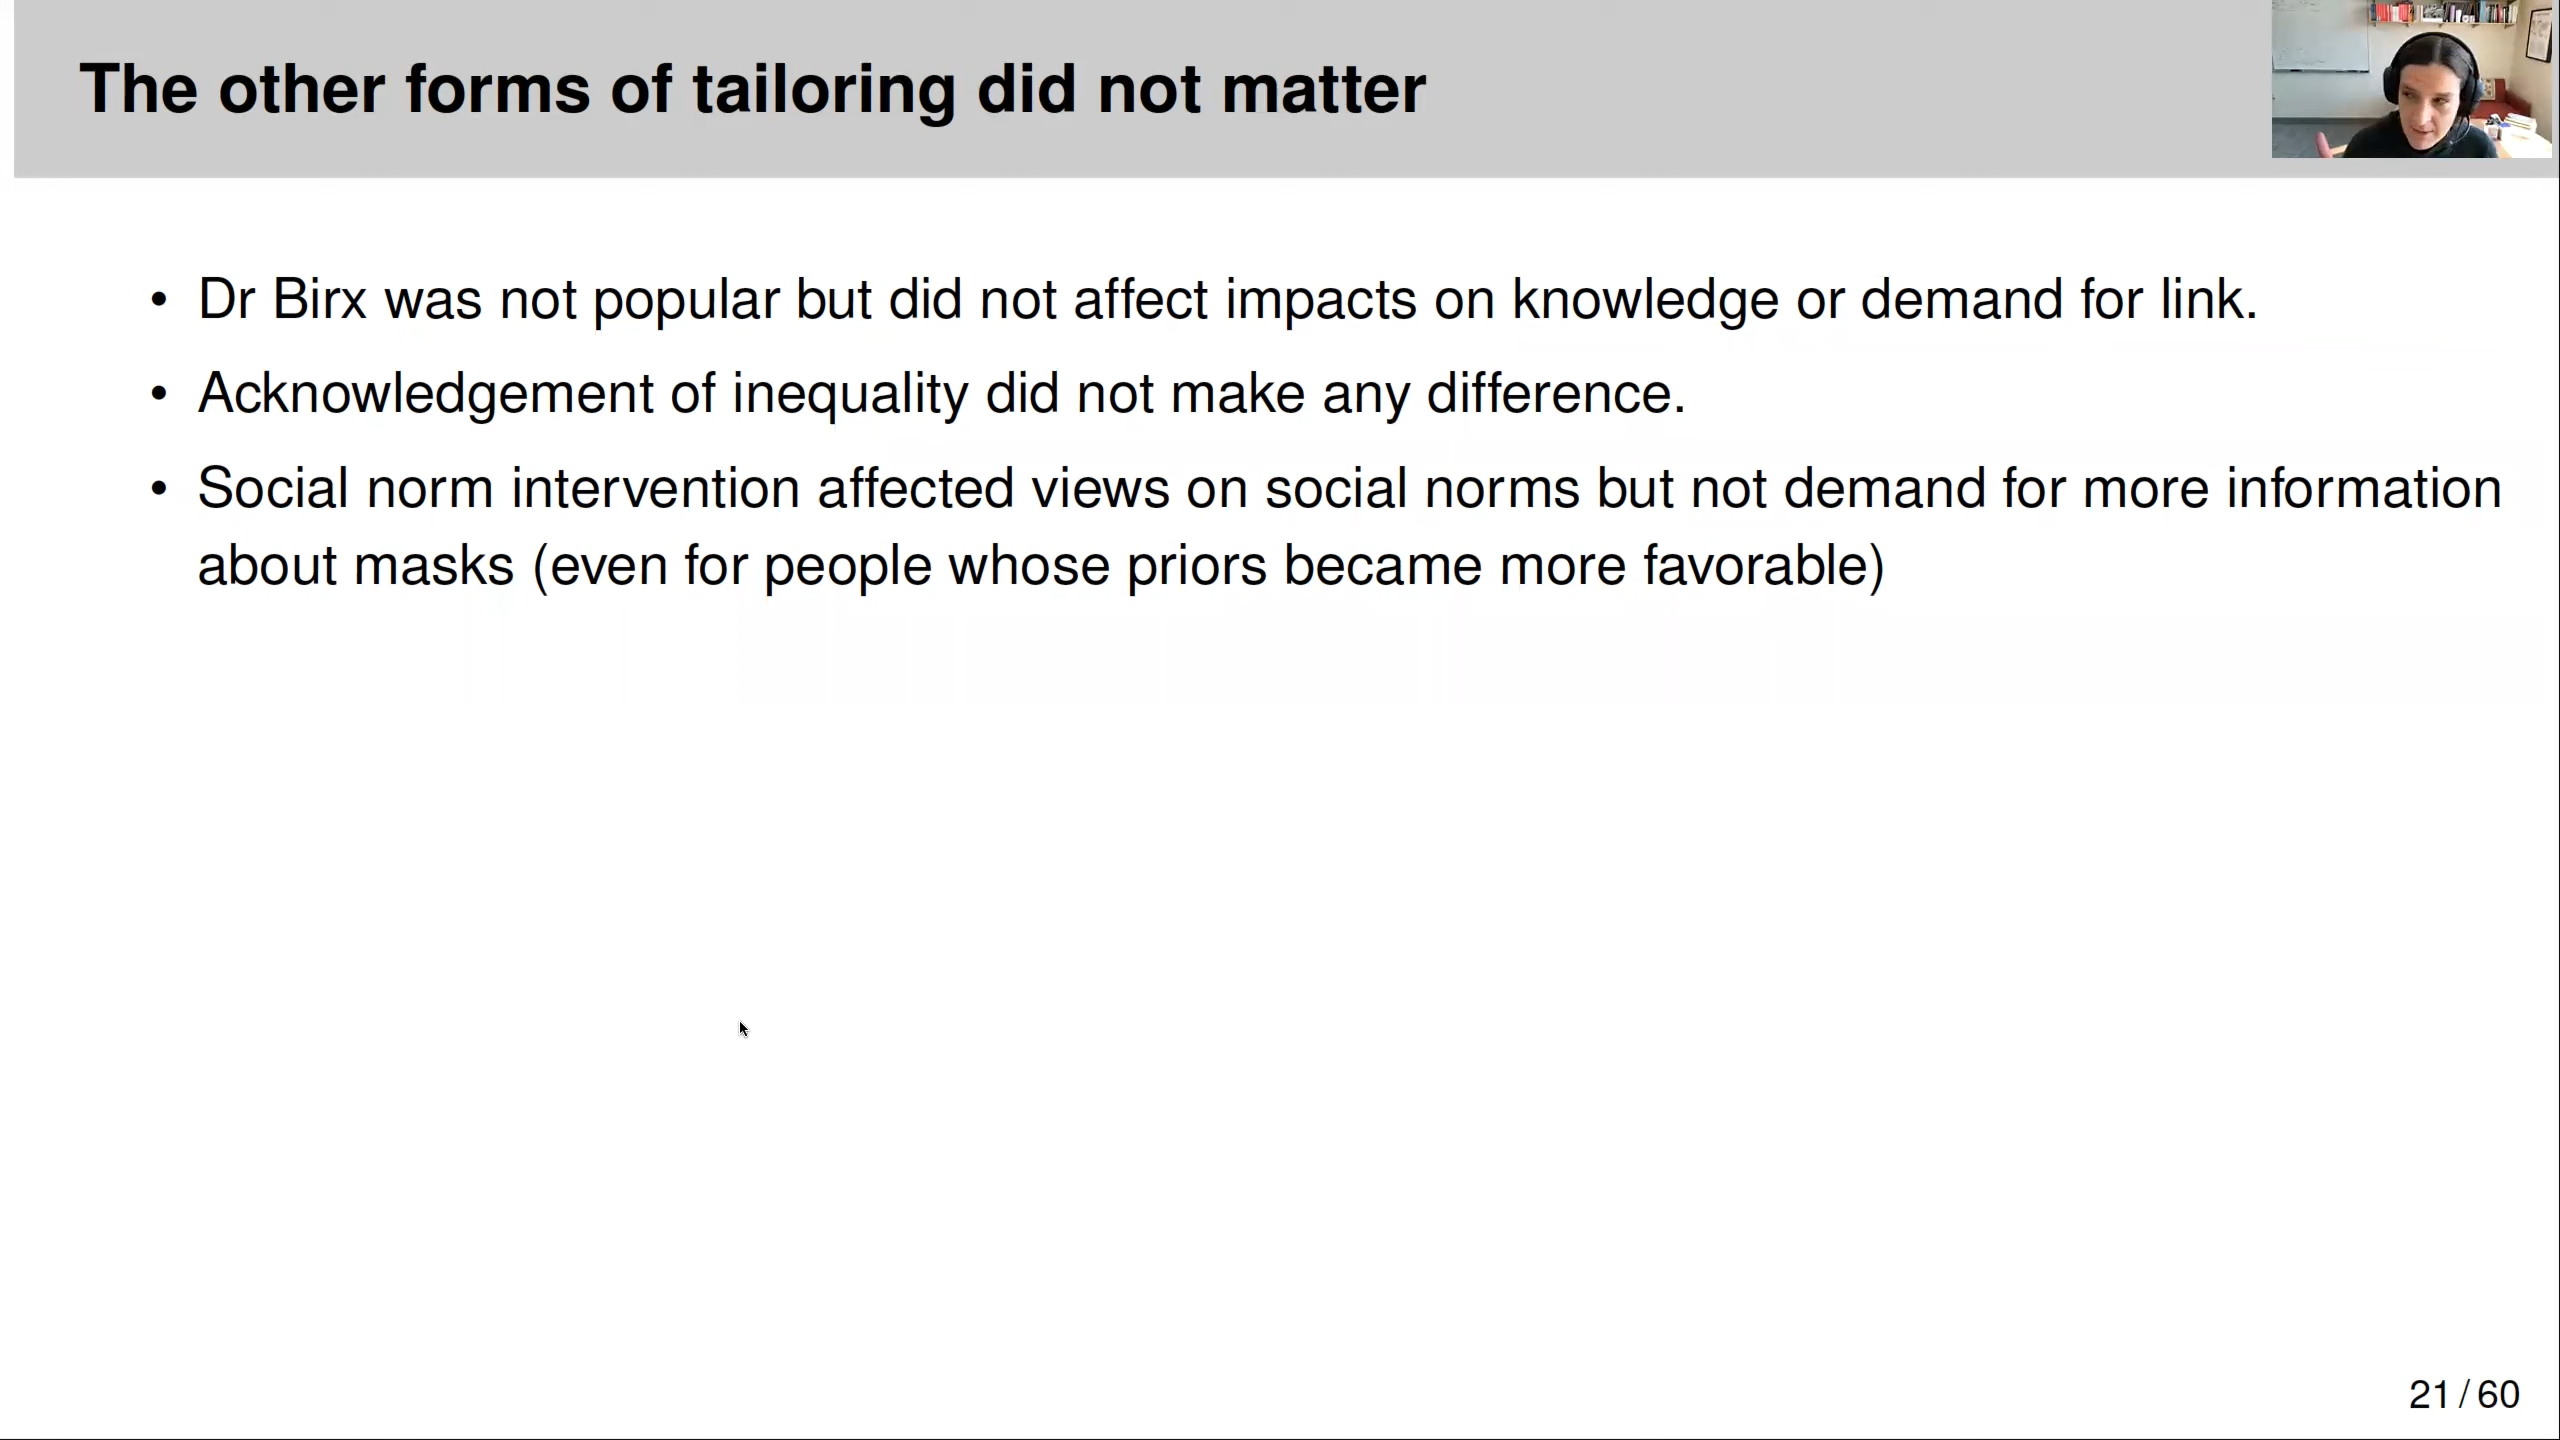 The other forms of tailoring did not matter
• Dr Birx was not popular but did not affect impacts on knowledge or demand for link.
• Acknowledgement of inequality did not make any difference.
• Social norm intervention affected views on social norms but not demand for more information
about masks (even for people whose priors became more favorable)
21 / 60